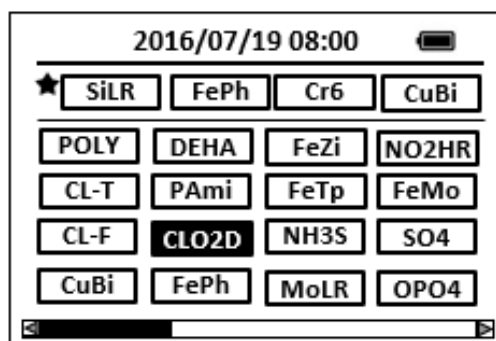 2016/07/19 08:00
SiLR FePh Cr6 CuBi
POLY DEHA FeZi NO2HR
CL-T PAmi FeTp FeMo
CL-F CLO2D NH3S SO4
CuBi FePh MoLR OPO4